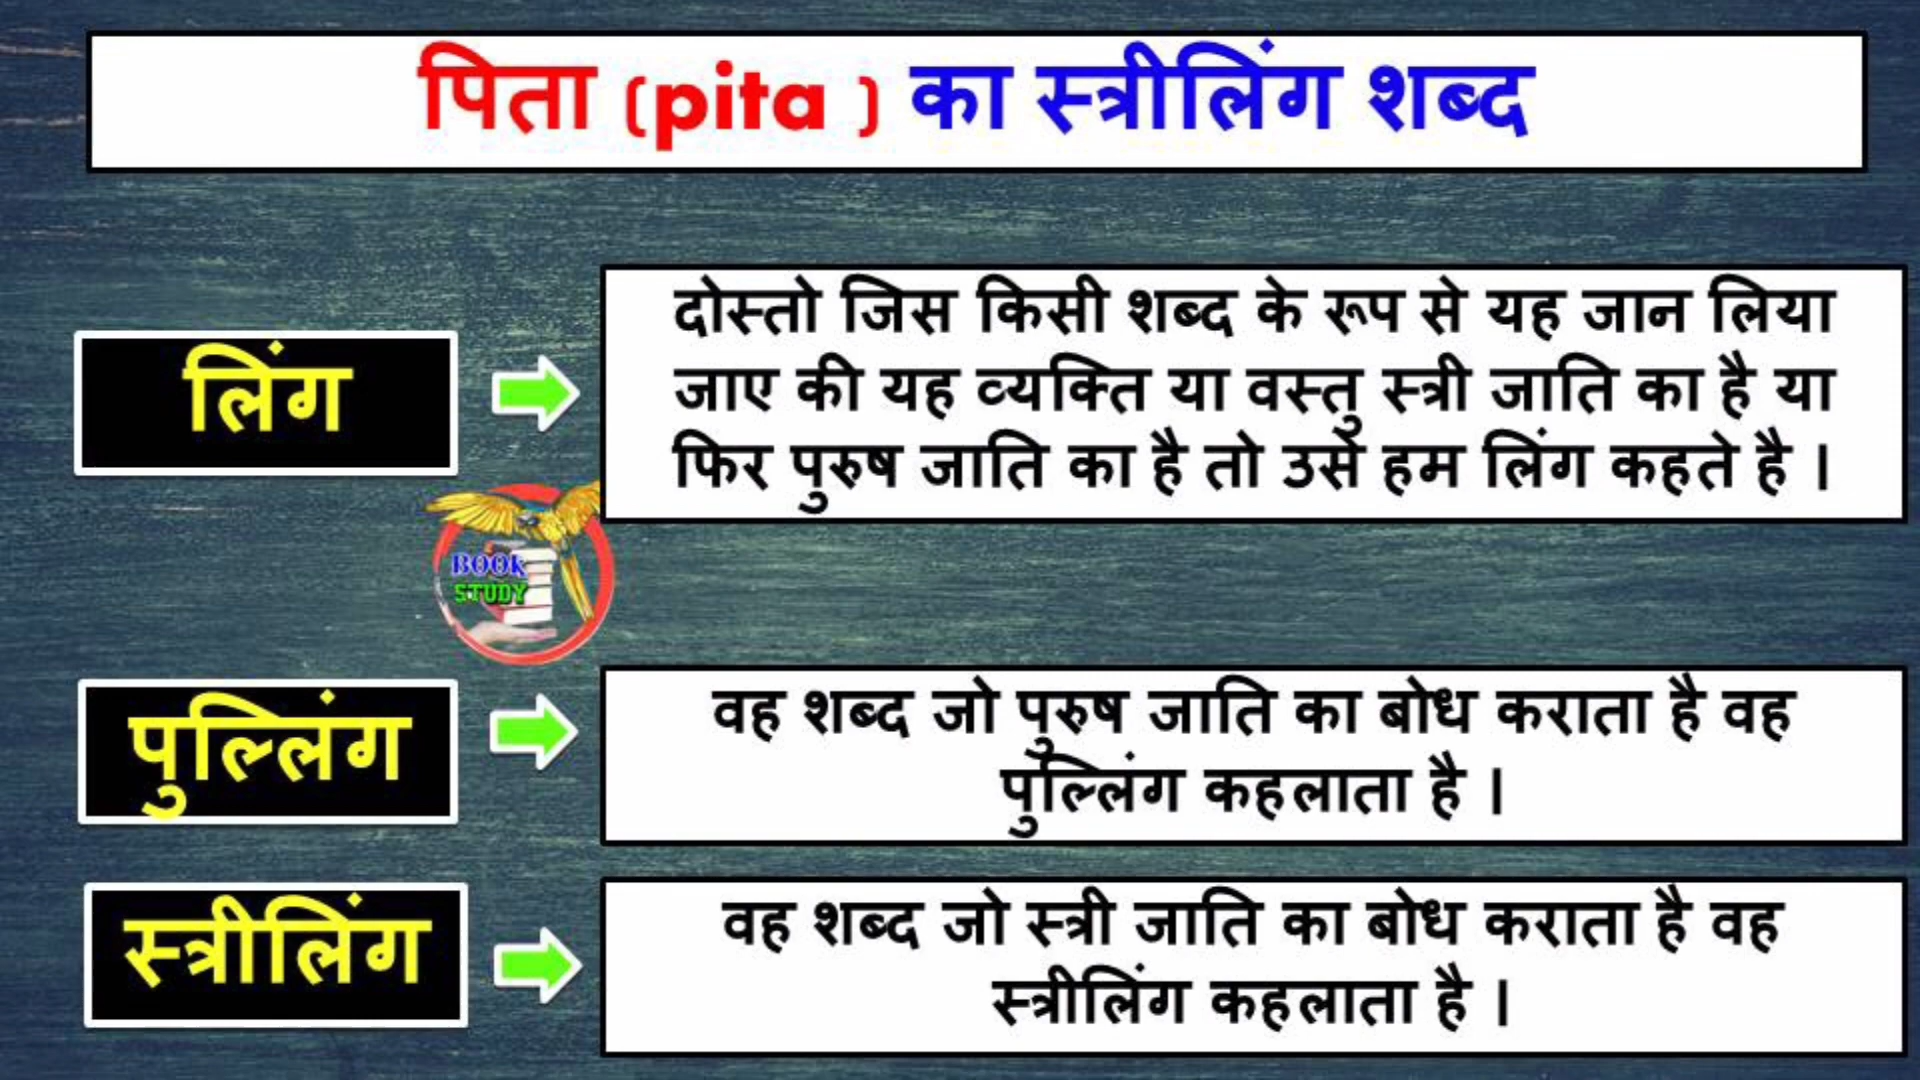 पिता (pita ) का स्त्रीलिंग शब्द
लिंग
दोस्तो जिस किसी शब्द के रूप से यह जान लिया
जाए की यह व्यक्ति या वस्तु स्त्री जाति का है या
फिर पुरुष जाति का है तो उसे हम लिंग कहते है ।
BOOK
STUDY
पुल्लिंग
वह शब्द जो पुरुष जाति का बोध कराता है वह
पुल्लिंग कहलाता है ।
स्त्रीलिंग
वह शब्द जो स्त्री जाति का बोध कराता है वह
स्त्रीलिंग कहलाता है ।